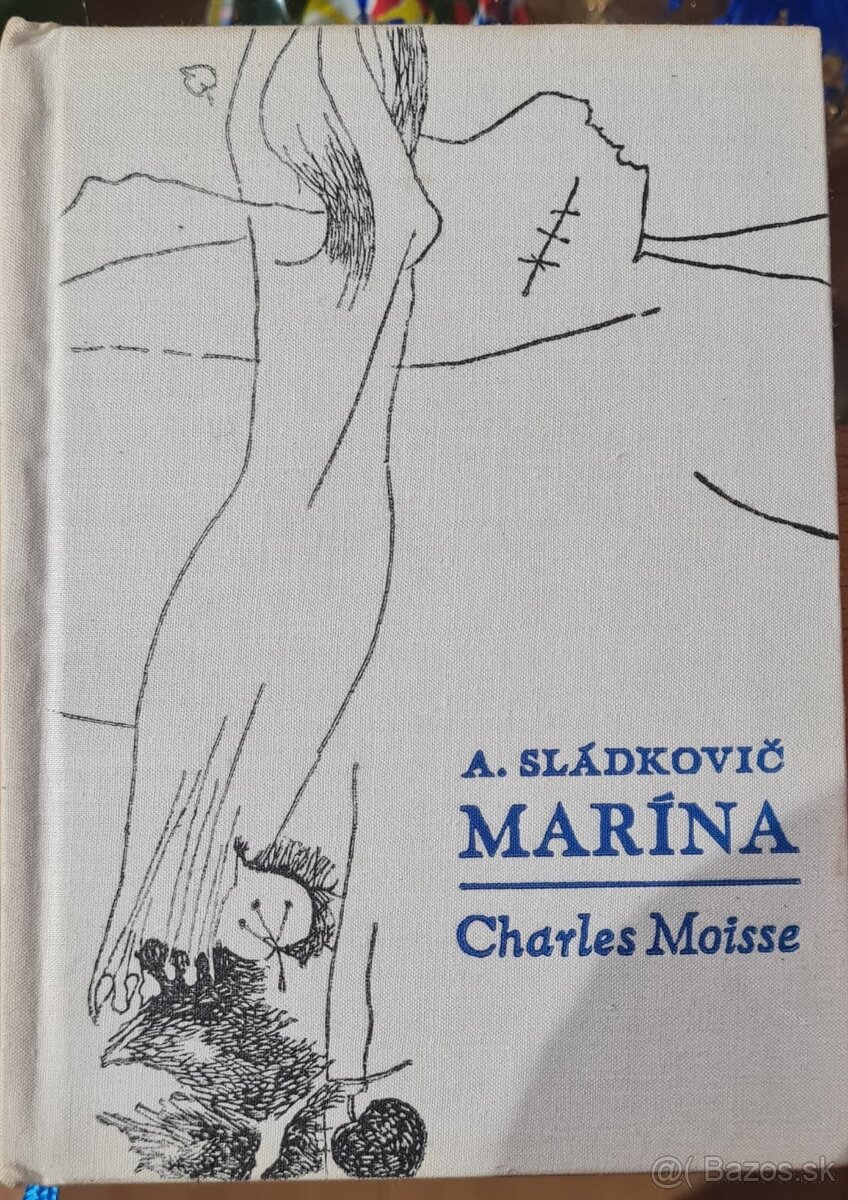 A. SLÁDKOVIČ
MARÍNA
Charles Moisse
@( Bazos.sk